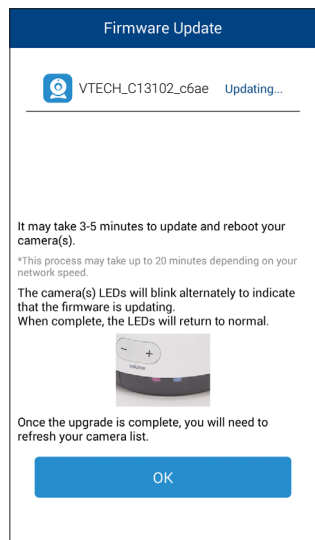 Firmware Update
VTECH_C13102_c6ae Updating...
It may take 3-5 minutes to update and reboot your
camera(s).
*This process may take up to 20 minutes depending on your
network speed.
The camera(s) LEDs will blink alternately to indicate
that the firmware is updating.
When complete, the LEDs will return to normal.
- +
volume
Once the upgrade is complete, you will need to
refresh your camera list.
OK